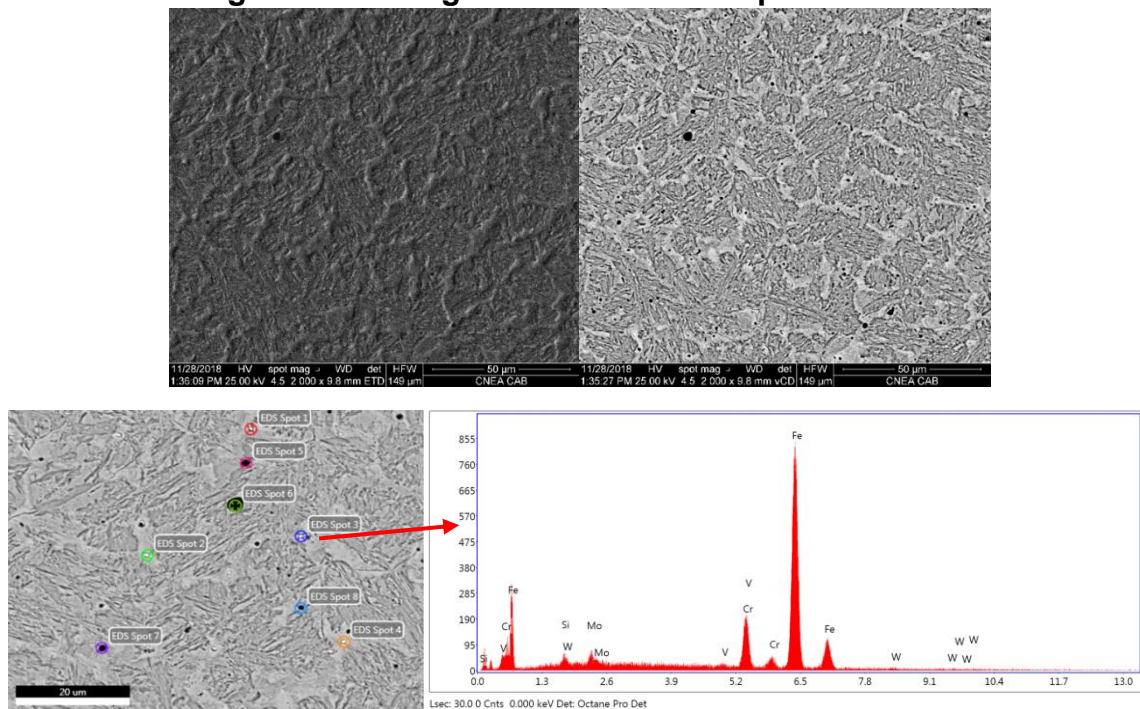 11/28/2018 HV spot mag WD det HFW 50 µm
1:36:09 PM 25.00 kV 4.5 2 000 x 9.8 mm ETD 149 µm CNEA CAB
11/28/2018 HV spot mag WD det HFW 50 µm
1:35:27 PM 25.00 kV 4.5 2 000 x 9.8 mm vCD 149 µm CNEA CAB
EDS Spot 1
EDS Spot 5
EDS Spot 6
EDS Spot 3
EDS Spot 2
EDS Spot 8
EDS Spot 4
EDS Spot 7
20 um
855
760
665
570
475
380
285
190
95
0
Fe
V
Fe
Cr
Si
Mo
Cr
Fe
V
W
Mo
V
Cr
W
W
W
W
W
Si
0.0 1.3 2.6 3.9 5.2 6.5 7.8 9.1 10.4 11.7 13.0
Lsec: 30.0 0 Cnts 0.000 keV Det: Octane Pro Det